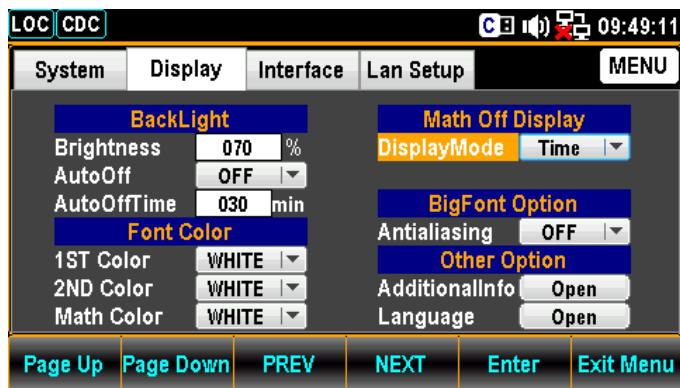 LOC CDC C 09:49:11
System Display Interface Lan Setup MENU
BackLight
Brightness 070 %
AutoOff OFF
AutoOffTime 030 min
Font Color
1ST Color WHITE
2ND Color WHITE
Math Color WHITE
Math Off Display
DisplayMode Time
BigFont Option
Antialiasing OFF
Other Option
AdditionalInfo Open
Language Open
Page Up Page Down PREV NEXT Enter Exit Menu